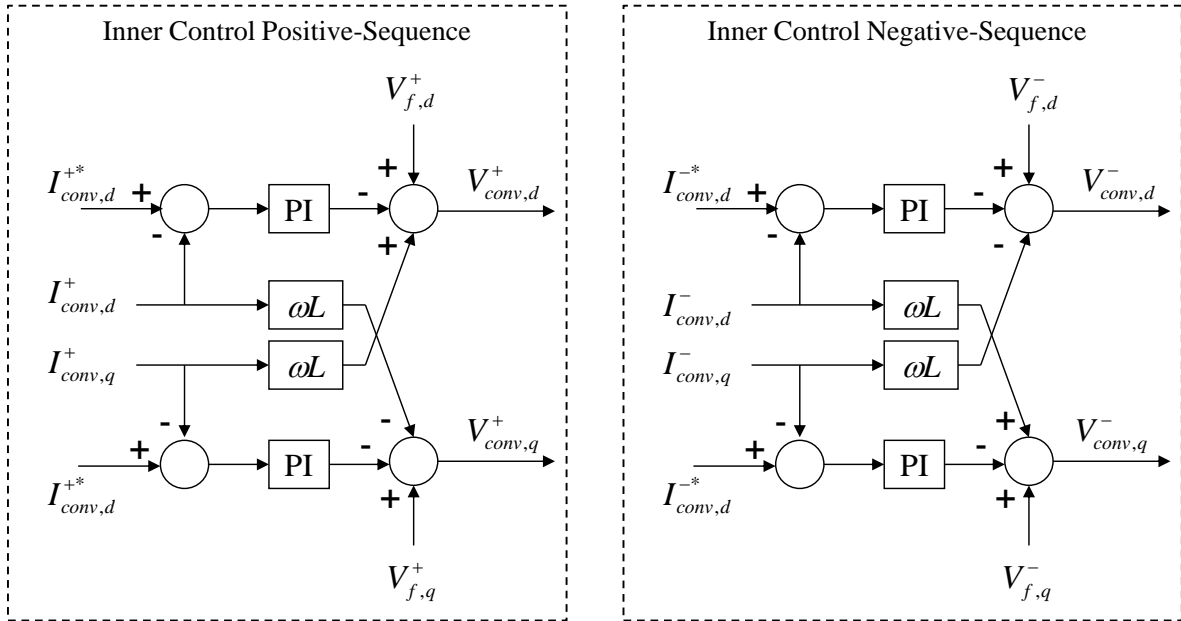 Inner Control Positive-Sequence
V^{+}_{f,d}
+
I^{+*}_{conv,d}
+
-
PI
-
V^{+}_{conv,d}
+
I^{+}_{conv,d}
ωL
I^{+}_{conv,q}
ωL
-
-
V^{+}_{conv,q}
+
PI
-
I^{+*}_{conv,d}
+
V^{+}_{f,q}
Inner Control Negative-Sequence
V^{-}_{f,d}
+
I^{-*}_{conv,d}
+
-
PI
-
V^{-}_{conv,d}
-
I^{-}_{conv,d}
ωL
I^{-}_{conv,q}
ωL
-
+
V^{-}_{conv,q}
+
PI
-
I^{-*}_{conv,d}
+
V^{-}_{f,q}